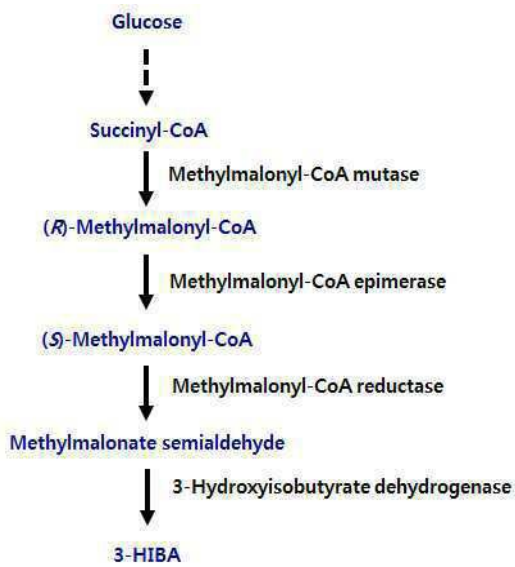 Glucose
Succinyl-CoA
Methylmalonyl-CoA mutase
(R)-Methylmalonyl-CoA
Methylmalonyl-CoA epimerase
(S)-Methylmalonyl-CoA
Methylmalonyl-CoA reductase
Methylmalonate semialdehyde
3-Hydroxyisobutyrate dehydrogenase
3-HIBA